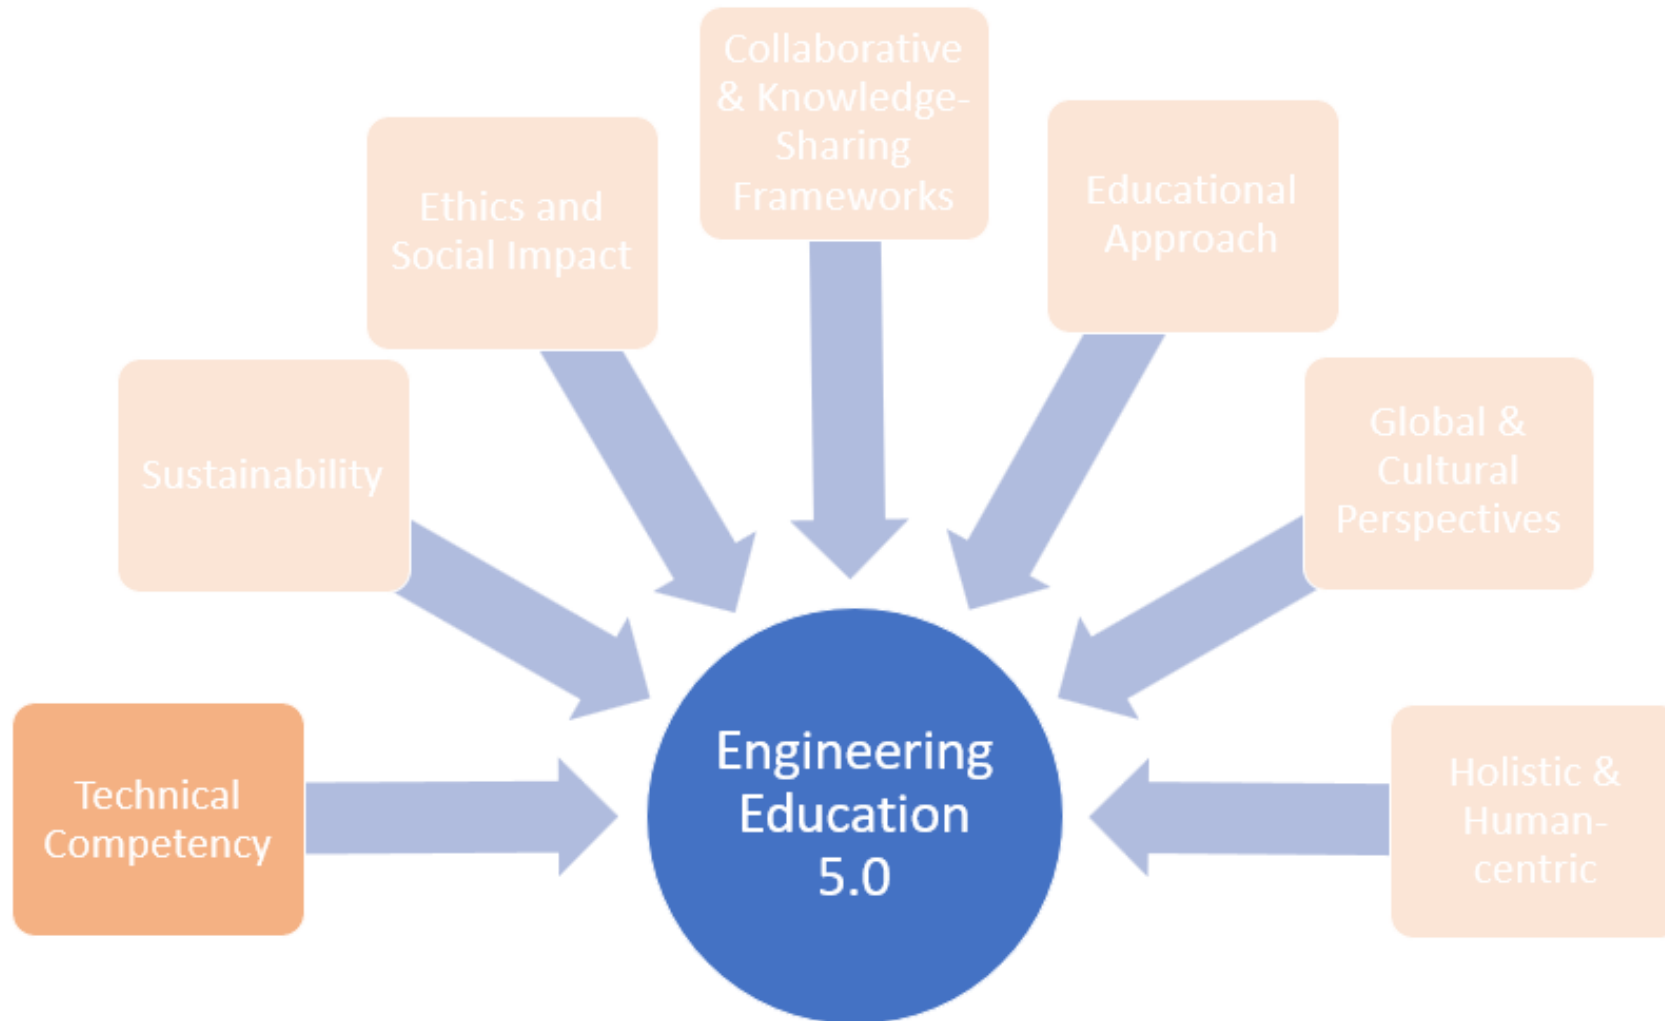 Collaborative
& Knowledge-
Sharing
Frameworks
Ethics and
Social Impact
Educational
Approach
Sustainability
Global &
Cultural
Perspectives
Technical
Competency
Engineering
Education
5.0
Holistic &
Human-
centric